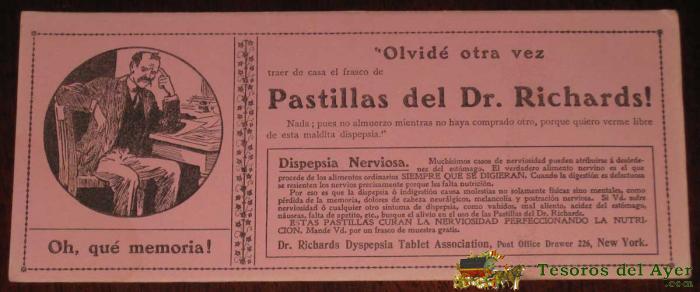 "Olvidé otra vez
traer de casa el frasco de
Pastillas del Dr. Richards!
Nada; pues no almuerzo mientras no haya comprado otro, porque quiero verme libre
de esta maldita dispepsia!"
Oh, qué memoria!
Dispepsia Nerviosa. Muchísimos casos de nerviosidad pueden atribuirse á desórde-
nes del estómago. El verdadero alimento nervino es el que
procede de los alimentos ordinarios SIEMPRE QUE SE DIGIERAN. Cuando la digestión es defectuosa
se resienten los nervios precisamente porque les falta nutrición.
Por eso es que la dispepsia ó indigestión causa molestias no solamente físicas sino mentales, como
pérdida de la memoria, dolores de cabeza neurálgicos, melancolía y postración nerviosa. Si Vd. sufre
nerviosidad ó cualquier otro síntoma de dispepsia, como vahídos, mal aliento, acidez del estómago,
náuseas, falta de apetito, etc., busque el alivio en el uso de las Pastillas del Dr. Richards.
ESTAS PASTILLAS CURAN LA NERVIOSIDAD PERFECCIONANDO LA NUTRI-
CION. Mande Vd. por un frasco de muestra gratis.
Dr. Richards Dyspepsia Tablet Association, Post Office Drawer 226, New York.
Tesoros del Ayer
.com